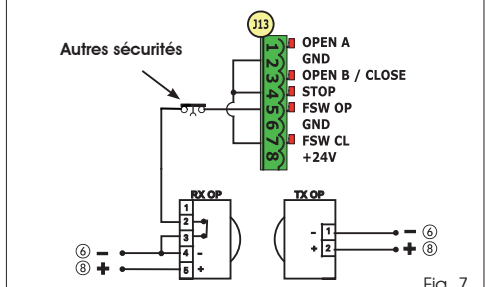 J13
1 OPEN A
Autres sécurités
2 GND
3 OPEN B / CLOSE
4 STOP
5 FSW OP
6 GND
7 FSW CL
8 +24V
RX OP
TX OP
1
2
3
⑥ − 4 -
⑧ + 5 +
- 1 − ⑥
+ 2 + ⑧
Fig. 7